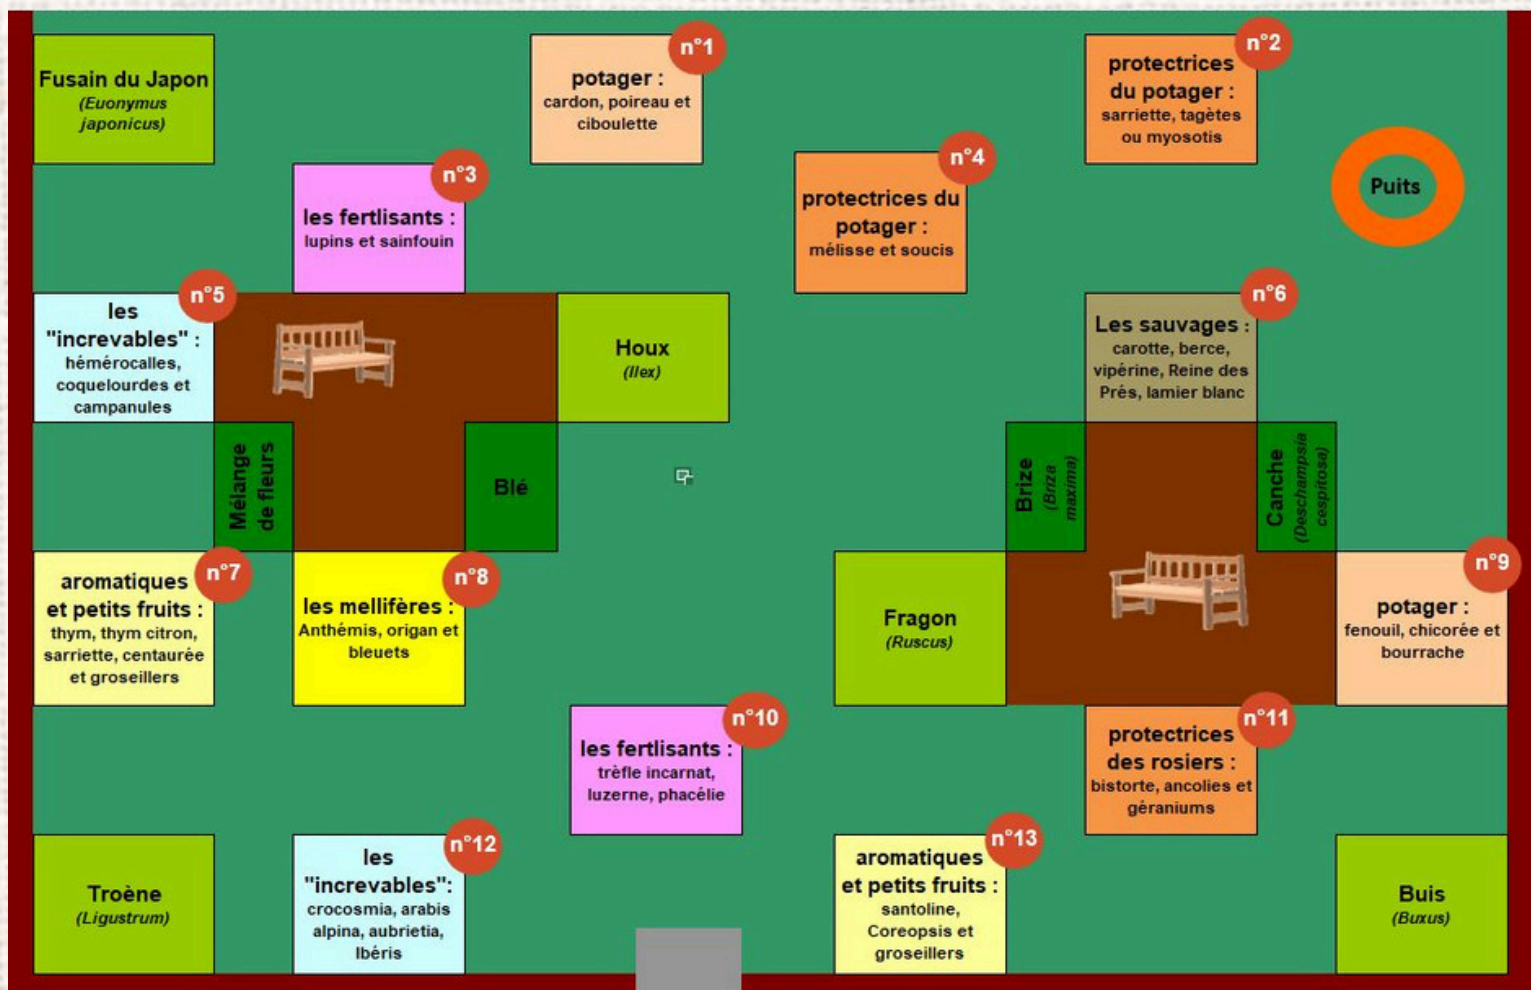 Fusain du Japon
(Euonymus
japonicus)
n°1
potager :
cardon, poireau et
ciboulette
n°2
protectrices
du potager :
sarriette, tagètes
ou myosotis
n°3
les fertlisants :
lupins et sainfouin
n°4
protectrices du
potager :
mélisse et soucis
Puits
n°5
les
"increvables" :
hémérocalles,
coquelourdes et
campanules
Houx
(Ilex)
n°6
Les sauvages :
carotte, berce,
vipérine, Reine des
Prés, lamier blanc
Mélange
de fleurs
Blé
Brize
(Briza
maxima)
Canche
(Deschampsia
cespitosa)
n°7
aromatiques
et petits fruits :
thym, thym citron,
sarriette, centaurée
et groseillers
n°8
les mellifères :
Anthémis, origan et
bleuets
Fragon
(Ruscus)
n°9
potager :
fenouil, chicorée et
bourrache
n°10
les fertlisants :
trèfle incarnat,
luzerne, phacélie
n°11
protectrices
des rosiers :
bistorte, ancolies et
géraniums
Troène
(Ligustrum)
n°12
les
"increvables":
crocosmia, arabis
alpina, aubrietia,
Ibéris
n°13
aromatiques
et petits fruits :
santoline,
Coreopsis et
groseillers
Buis
(Buxus)